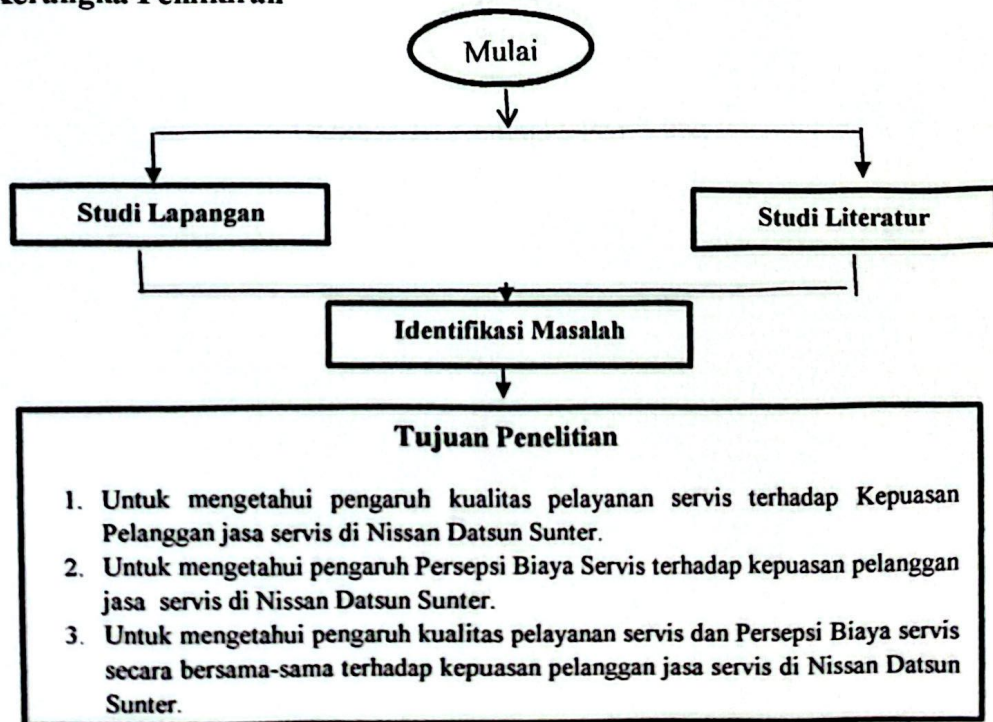 Mulai
Studi Lapangan
Studi Literatur
Identifikasi Masalah
Tujuan Penelitian
1. Untuk mengetahui pengaruh kualitas pelayanan servis terhadap Kepuasan
Pelanggan jasa servis di Nissan Datsun Sunter.
2. Untuk mengetahui pengaruh Persepsi Biaya Servis terhadap kepuasan pelanggan
jasa servis di Nissan Datsun Sunter.
3. Untuk mengetahui pengaruh kualitas pelayanan servis dan Persepsi Biaya servis
secara bersama-sama terhadap kepuasan pelanggan jasa servis di Nissan Datsun
Sunter.